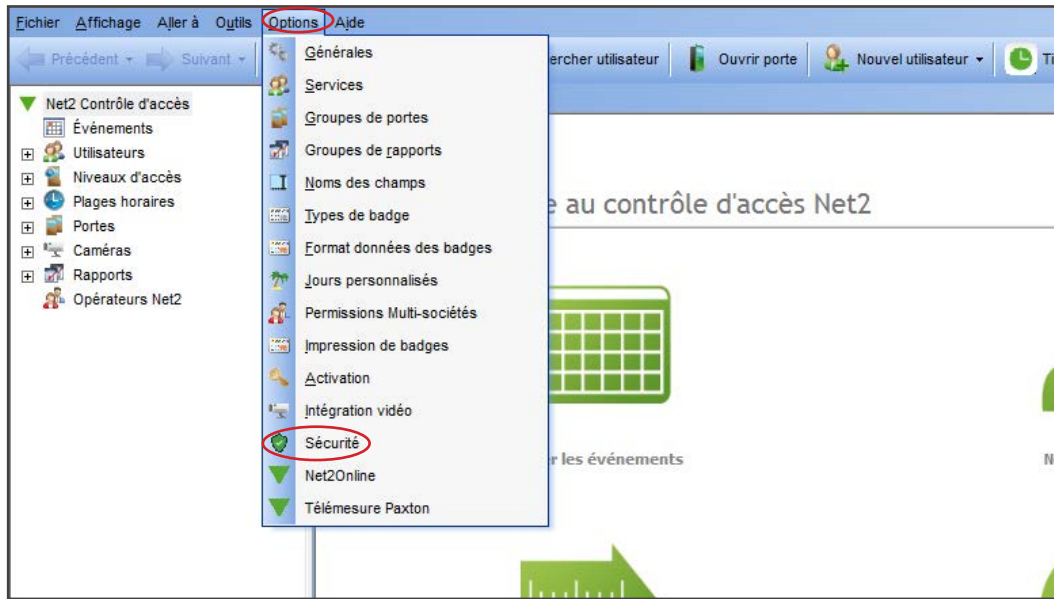 Fichier Affichage Aller à Outils Options Aide
Précédent Suivant ercher utilisateur Ouvrir porte Nouvel utilisateur
Net2 Contrôle d'accès
Événements
Utilisateurs
Niveaux d'accès
Plages horaires
Portes
Caméras
Rapports
Opérateurs Net2
Générales
Services
Groupes de portes
Groupes de rapports
Noms des champs
Types de badge
Format données des badges
Jours personnalisés
Permissions Multi-sociétés
Impression de badges
Activation
Intégration vidéo
Sécurité
Net2Online
Télémesure Paxton
e au contrôle d'accès Net2
r les événements